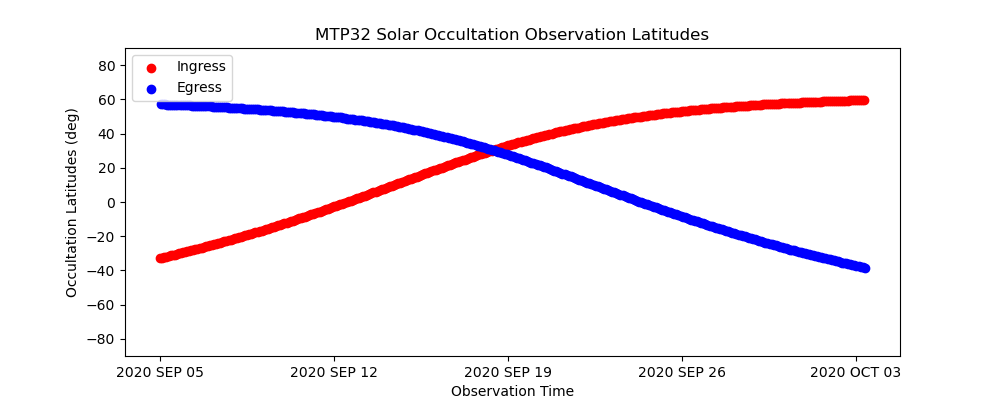 MTP32 Solar Occultation Observation Latitudes
Ingress
Egress
Occultation Latitudes (deg)
80
60
40
20
0
−20
−40
−60
−80
2020 SEP 05
2020 SEP 12
2020 SEP 19
2020 SEP 26
2020 OCT 03
Observation Time